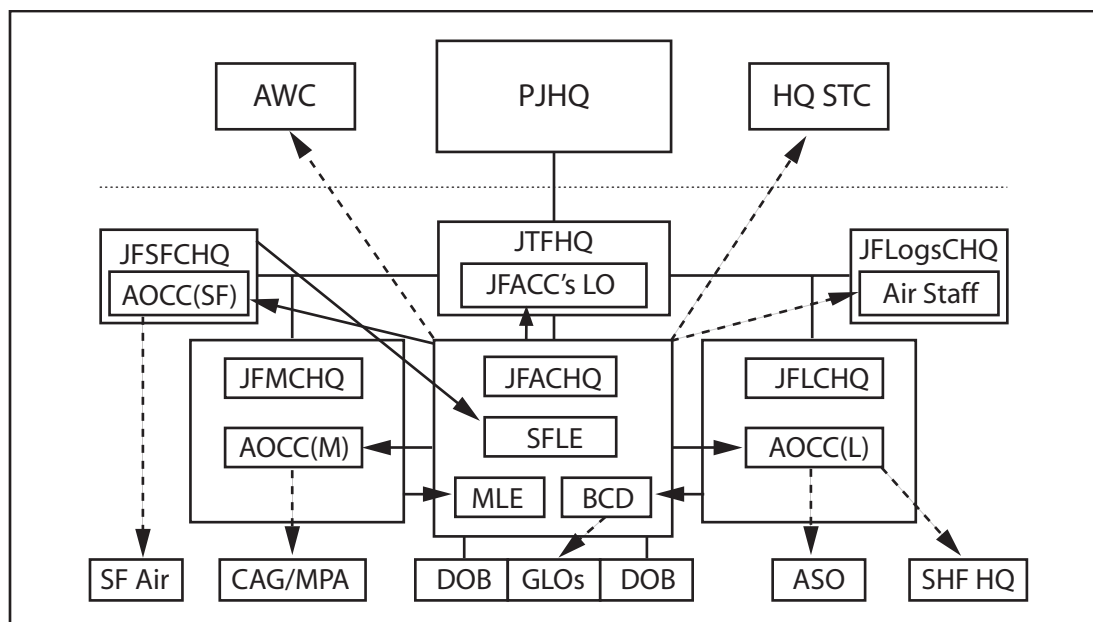 AWC
PJHQ
HQ STC
JTFHQ
JFACC's LO
JFSFCHQ
AOCC(SF)
JFLogsCHQ
Air Staff
JFMCHQ
AOCC(M)
JFACHQ
SFLE
MLE
BCD
JFLCHQ
AOCC(L)
SF Air
CAG/MPA
DOB
GLOs
DOB
ASO
SHF HQ